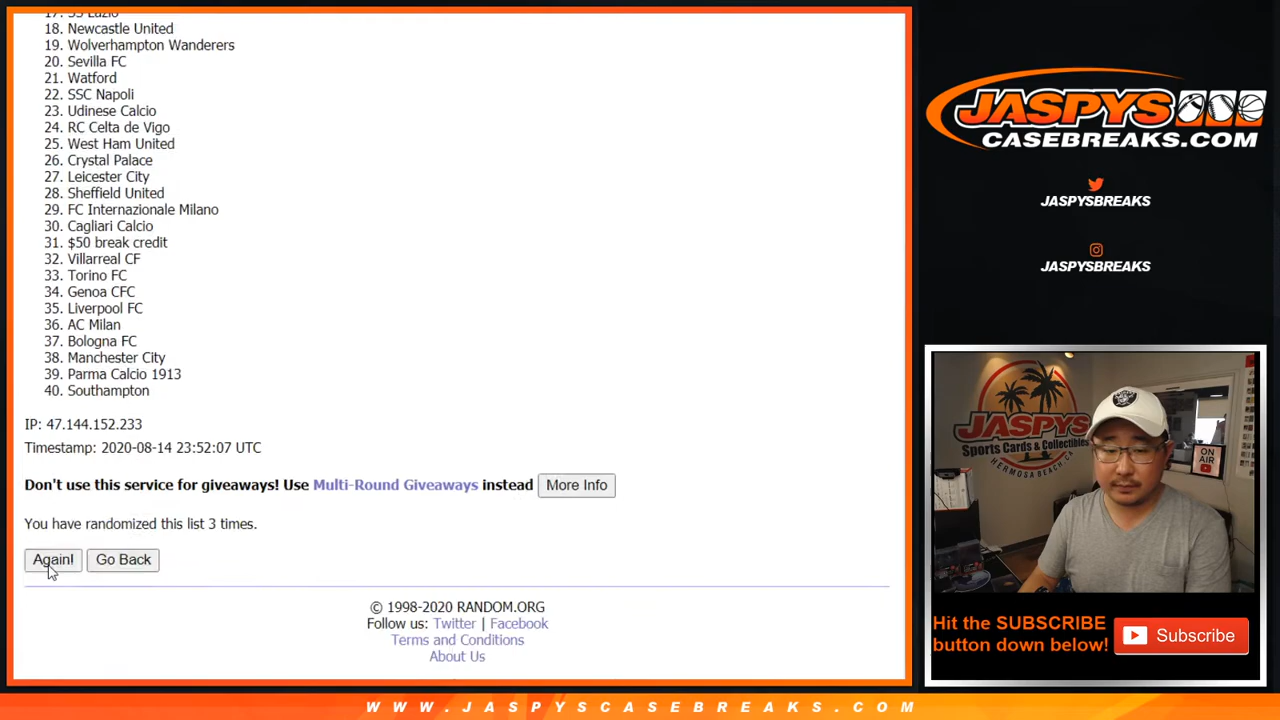 17. SS Lazio
18. Newcastle United
19. Wolverhampton Wanderers
20. Sevilla FC
21. Watford
22. SSC Napoli
23. Udinese Calcio
24. RC Celta de Vigo
25. West Ham United
26. Crystal Palace
27. Leicester City
28. Sheffield United
29. FC Internazionale Milano
30. Cagliari Calcio
31. $50 break credit
32. Villarreal CF
33. Torino FC
34. Genoa CFC
35. Liverpool FC
36. AC Milan
37. Bologna FC
38. Manchester City
39. Parma Calcio 1913
40. Southampton
IP: 47.144.152.233
Timestamp: 2020-08-14 23:52:07 UTC
Don't use this service for giveaways! Use Multi-Round Giveaways instead More Info
You have randomized this list 3 times.
Again! Go Back
© 1998-2020 RANDOM.ORG
Follow us: Twitter | Facebook
Terms and Conditions
About Us
JASPYS
CASEBREAKS.COM
JASPYSBREAKS
JASPYSBREAKS
JASPYS
Sports Cards & Collectibles
HERMOSA BEACH, CA
ON AIR
Hit the SUBSCRIBE
button down below!
Subscribe
WWW.JASPYSCASEBREAKS.COM